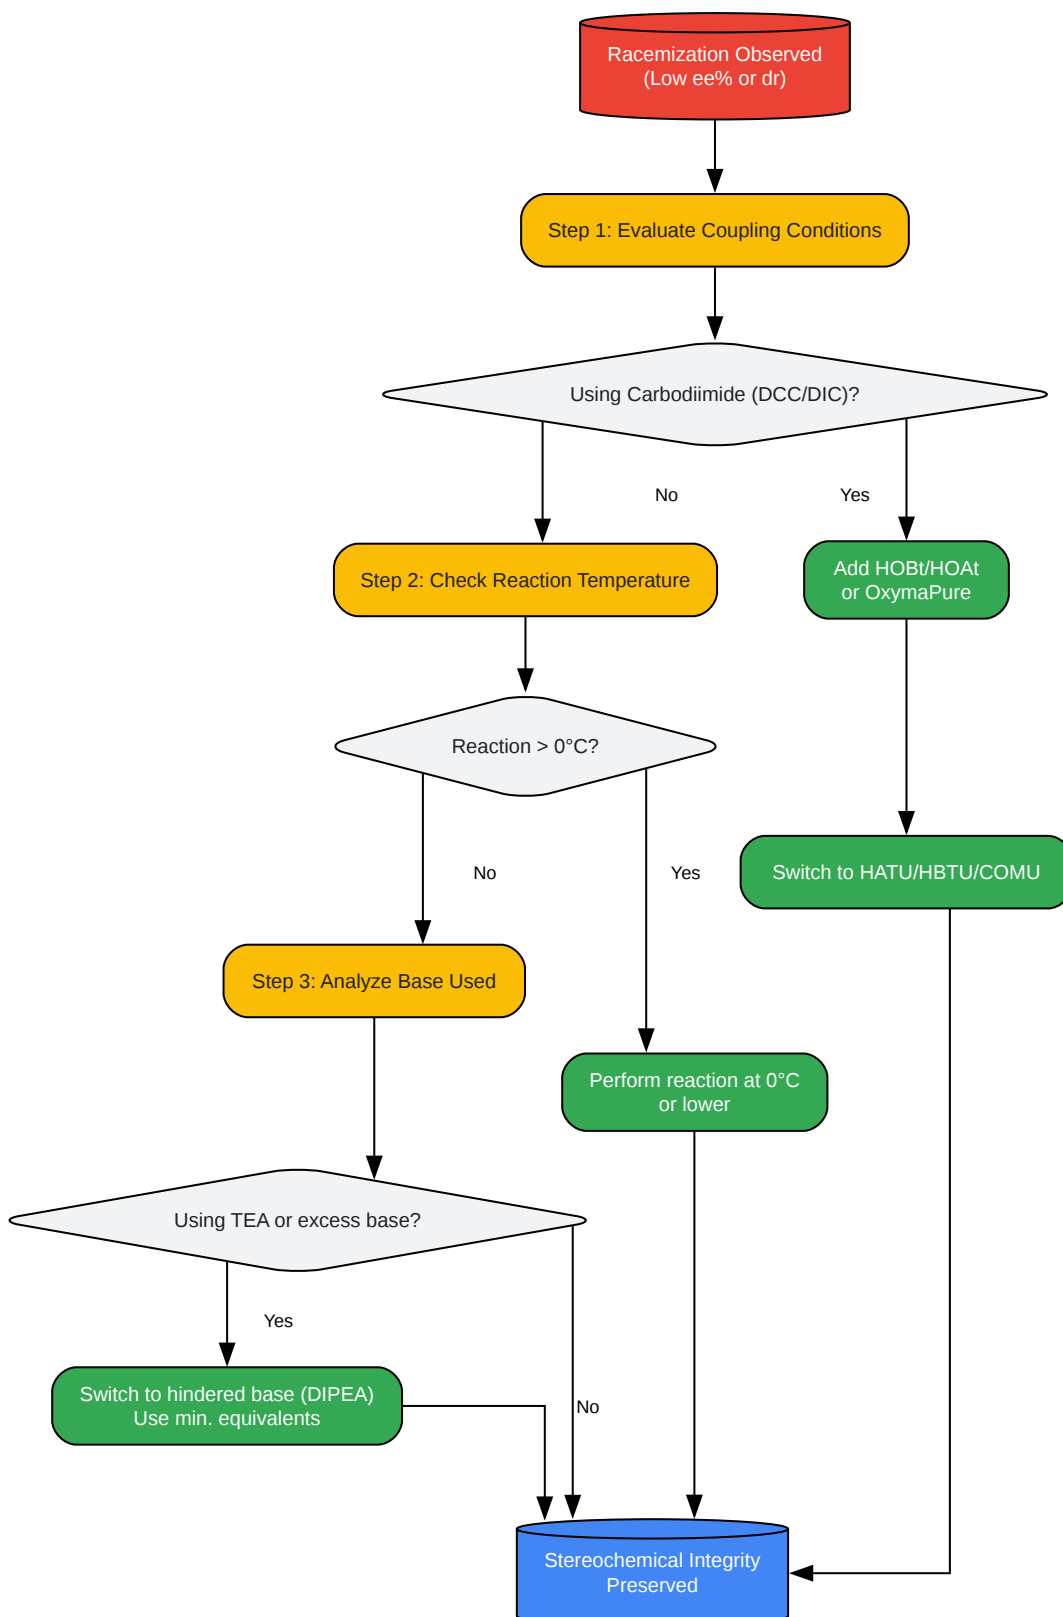 Racemization Observed
(Low ee% or dr)
Step 1: Evaluate Coupling Conditions
Using Carbodiimide (DCC/DIC)?
No
Yes
Step 2: Check Reaction Temperature
Add HOBt/HOAt
or OxymaPure
Reaction > 0°C?
No
Yes
Switch to HATU/HBTU/COMU
Step 3: Analyze Base Used
Perform reaction at 0°C
or lower
Using TEA or excess base?
Yes
Switch to hindered base (DIPEA)
Use min. equivalents
No
Stereochemical Integrity
Preserved